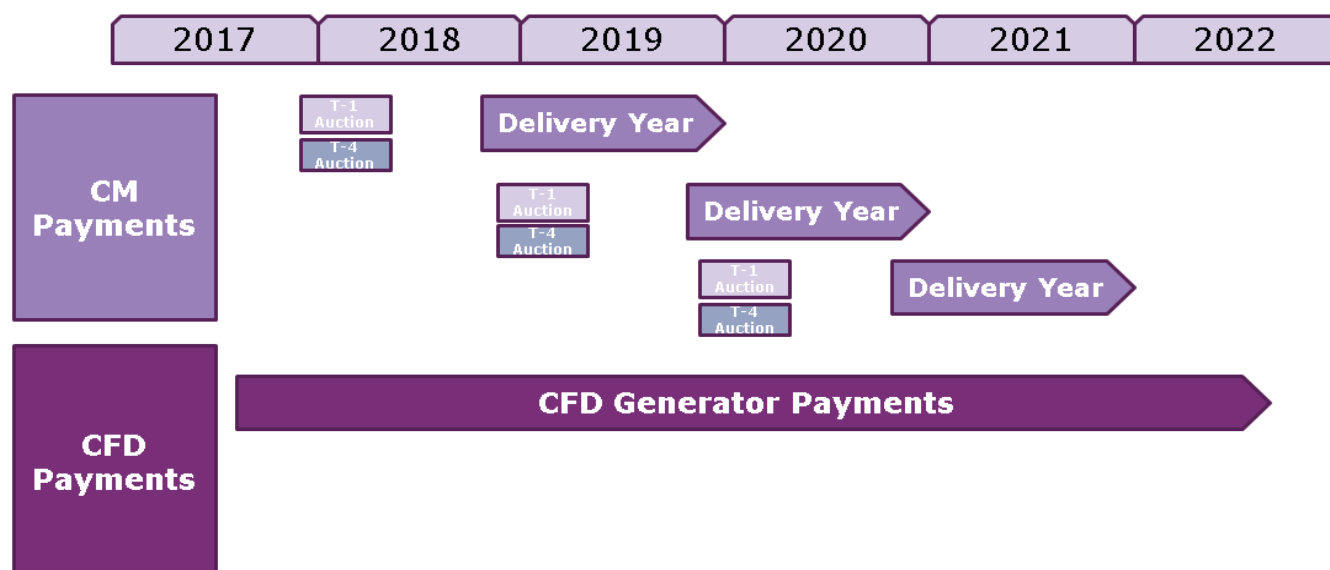 2017 2018 2019 2020 2021 2022
CM
Payments
T-1
Auction
T-4
Auction
Delivery Year
T-1
Auction
T-4
Auction
Delivery Year
T-1
Auction
T-4
Auction
Delivery Year
CFD
Payments
CFD Generator Payments